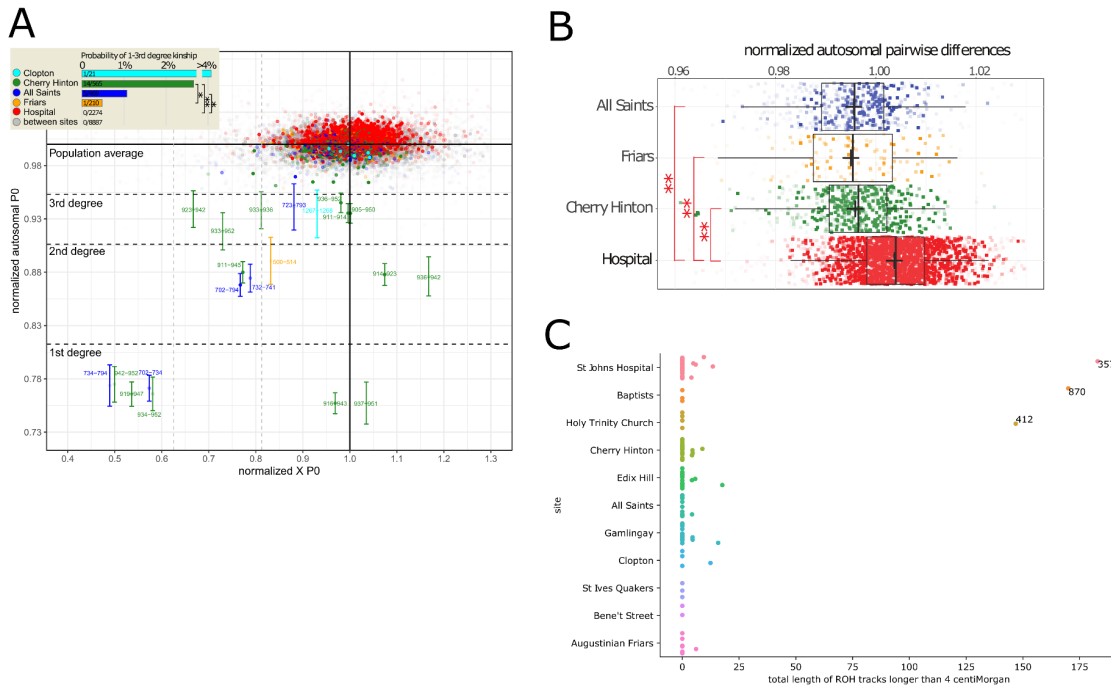 A
Probability of 1-3rd degree kinship
0 1% 2% >4%
Clopton 1/21
Cherry Hinton
All Saints
Friars 1/210
Hospital 0/2274
between sites 0/8887
normalized autosomal P0
0.98
0.93
0.88
0.83
0.78
0.73
Population average
3rd degree
2nd degree
1st degree
923-942
933-936
723-790
936-952
905-950
911-914
933-952
911-945
702-794
732-741
914-923
936-942
734-794
942-952
702-734
919-947
934-952
916-943
937-951
0.4 0.5 0.6 0.7 0.8 0.9 1.0 1.1 1.2 1.3
normalized X P0
B
normalized autosomal pairwise differences
0.96 0.98 1.00 1.02
All Saints
Friars
Cherry Hinton
Hospital
**
**
**
C
site
St Johns Hospital
Baptists
Holy Trinity Church
Cherry Hinton
Edix Hill
All Saints
Gamlingay
Clopton
St Ives Quakers
Bene't Street
Augustinian Friars
357
870
412
0 25 50 75 100 125 150 175
total length of ROH tracks longer than 4 centiMorgan